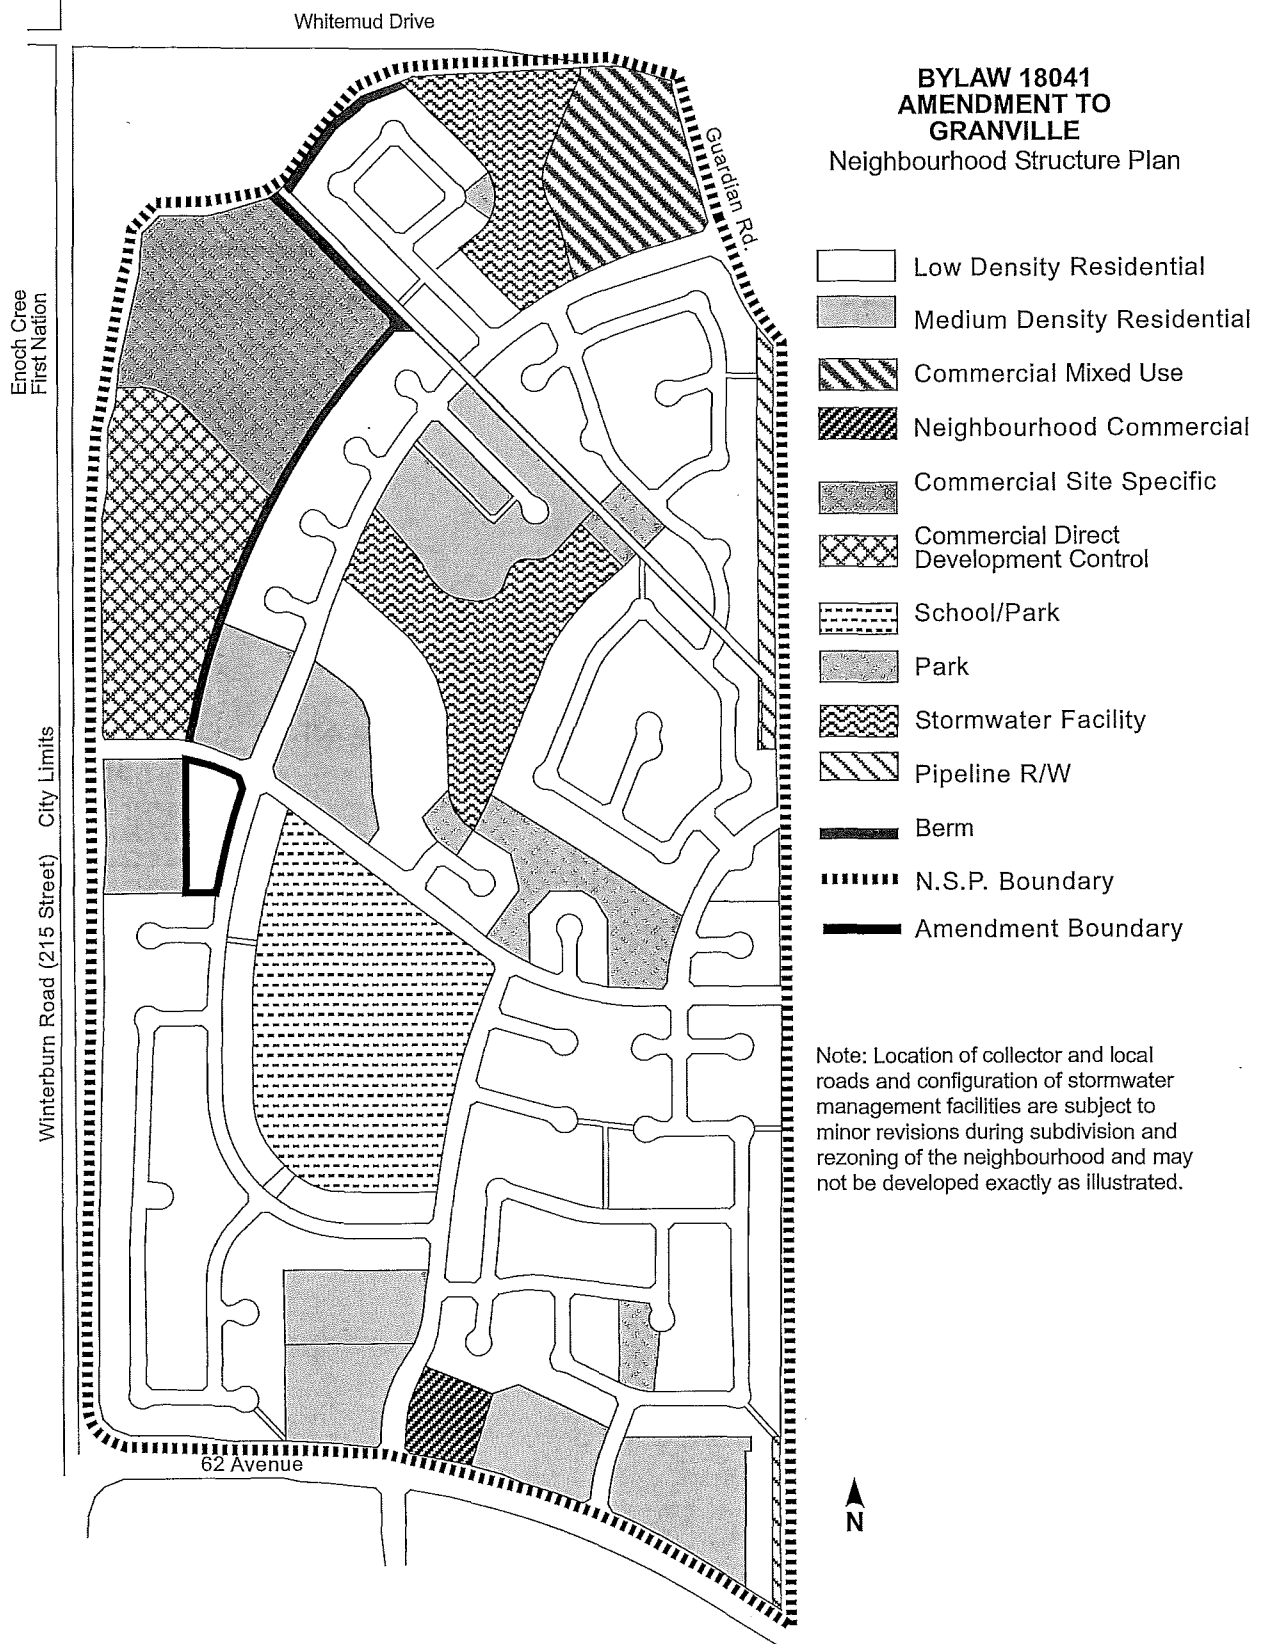 Whitemud Drive
BYLAW 18041
AMENDMENT TO
GRANVILLE
Neighbourhood Structure Plan
Guardian Rd.
Enoch Cree
First Nation
Low Density Residential
Medium Density Residential
Commercial Mixed Use
Neighbourhood Commercial
Commercial Site Specific
Commercial Direct
Development Control
School/Park
Park
Stormwater Facility
Pipeline R/W
Berm
N.S.P. Boundary
Amendment Boundary
Winterburn Road (215 Street) City Limits
Note: Location of collector and local
roads and configuration of stormwater
management facilities are subject to
minor revisions during subdivision and
rezoning of the neighbourhood and may
not be developed exactly as illustrated.
62 Avenue
N